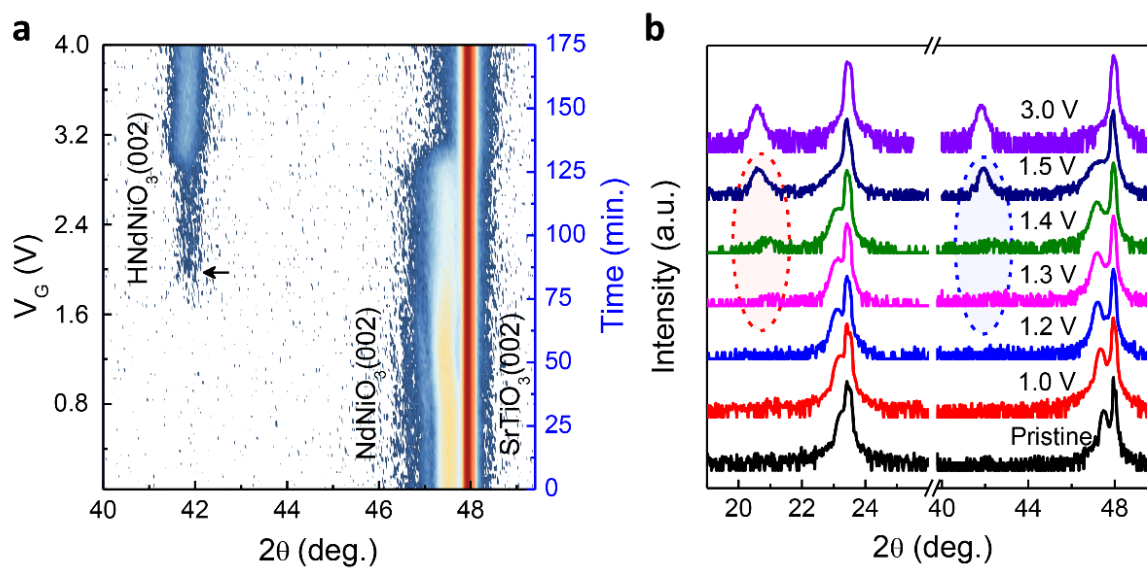 a
4.0
3.2
2.4
1.6
0.8
V_G (V)
HNdNiO₃(002)
NdNiO₃(002)
SrTiO₃(002)
175
150
125
100
75
50
25
0
Time (min.)
40 42 44 46 48
2θ (deg.)
b
Intensity (a.u.)
3.0 V
1.5 V
1.4 V
1.3 V
1.2 V
1.0 V
Pristine
20 22 24 40 44 48
2θ (deg.)